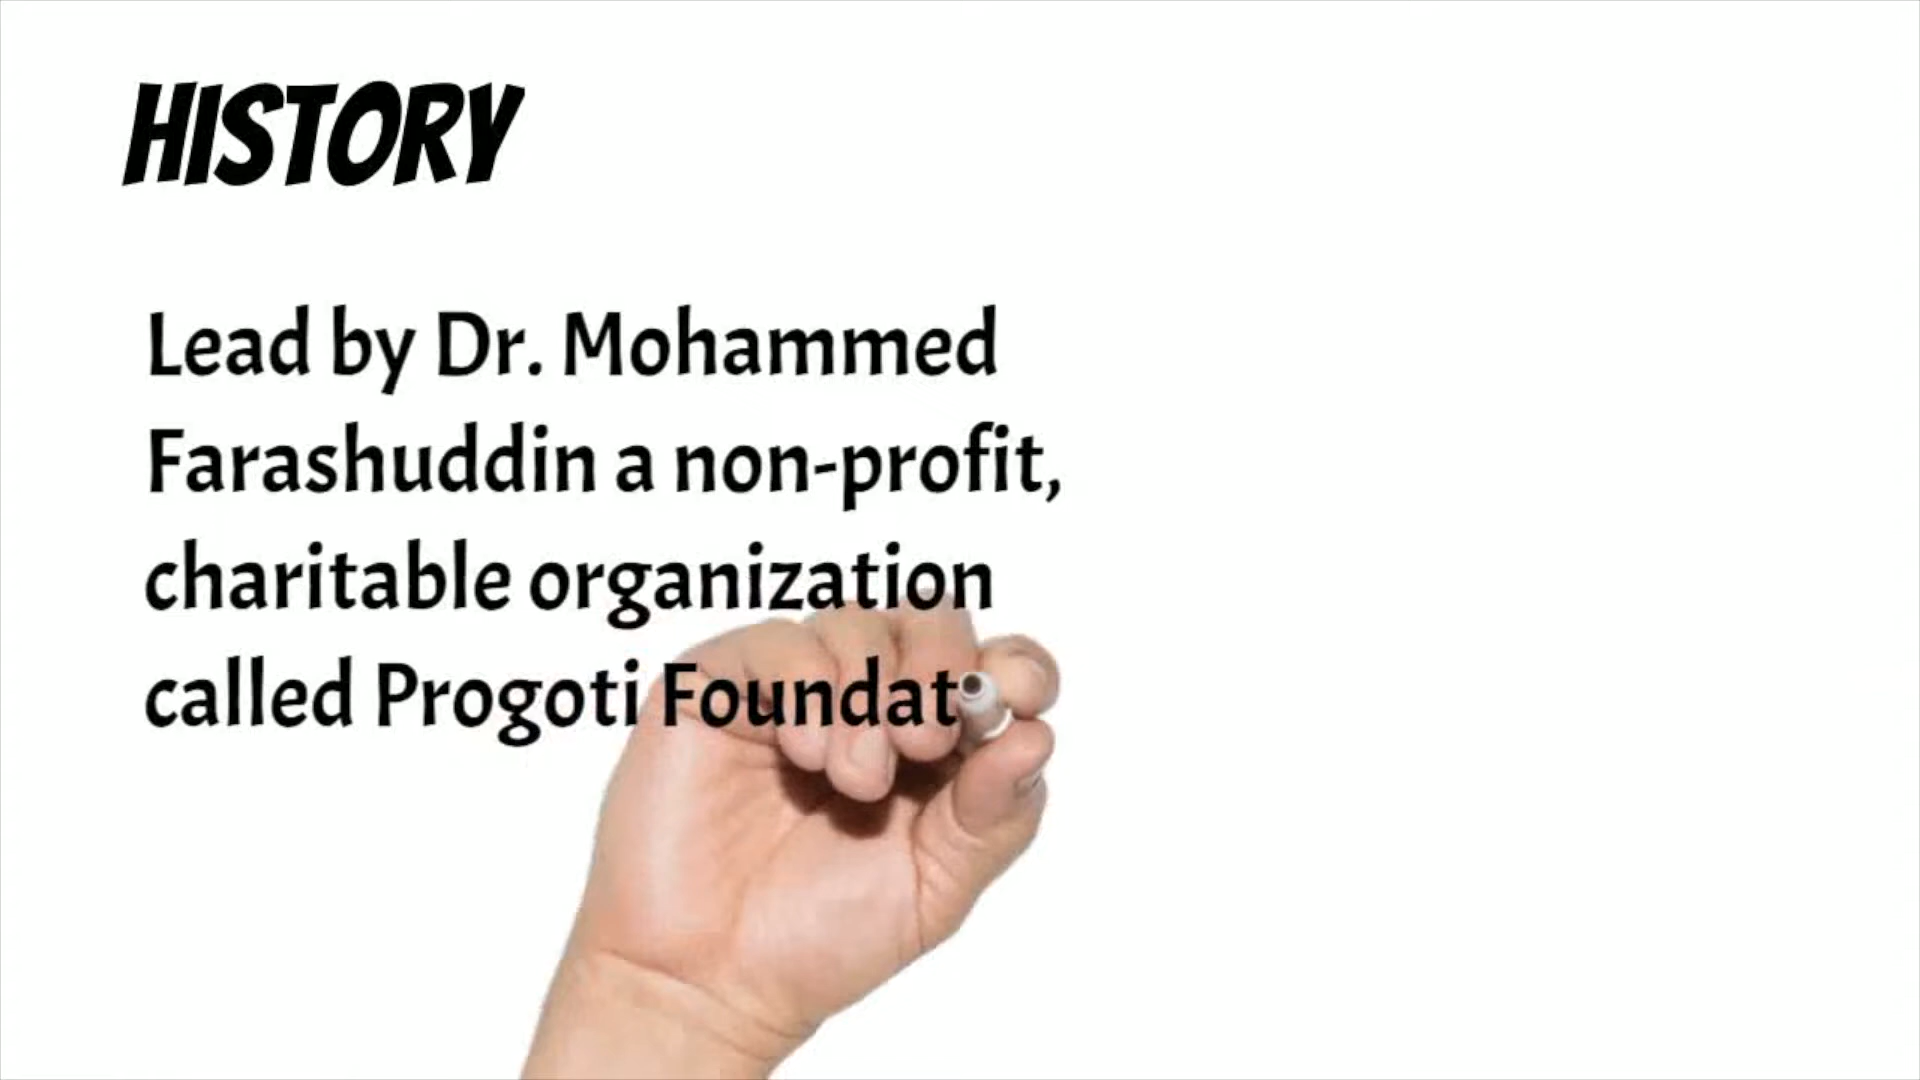 HISTORY
Lead by Dr. Mohammed
Farashuddin a non-profit,
charitable organization
called Progoti Foundat